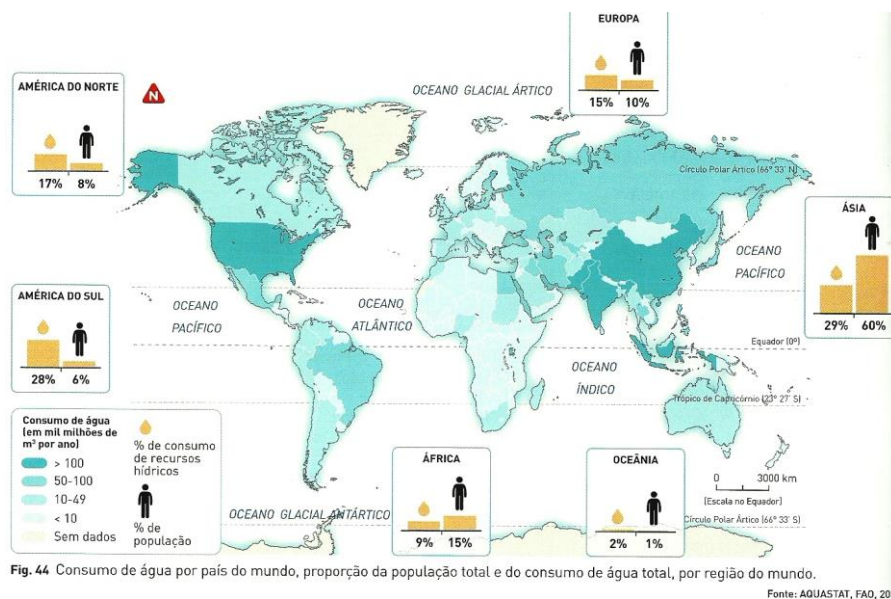 EUROPA
15% 10%
AMÉRICA DO NORTE
17% 8%
N
OCEANO GLACIAL ÁRTICO
Círculo Polar Ártico (66° 33´ N)
ÁSIA
29% 60%
OCEANO
PACÍFICO
AMÉRICA DO SUL
28% 6%
OCEANO
PACÍFICO
OCEANO
ATLÂNTICO
Equador (0°)
OCEANO
ÍNDICO
Trópico de Capricórnio (23° 27´ S)
Consumo de água
(em mil milhões de
m³ por ano)
> 100
50-100
10-49
< 10
Sem dados
% de consumo
de recursos
hídricos
% de
população
ÁFRICA
9% 15%
OCEÂNIA
2% 1%
0 3000 km
[Escala no Equador]
OCEANO GLACIAL ANTÁRTICO
Círculo Polar Ártico (66° 33´ S)
Fig. 44 Consumo de água por país do mundo, proporção da população total e do consumo de água total, por região do mundo.
Fonte: AQUASTAT, FAO, 20